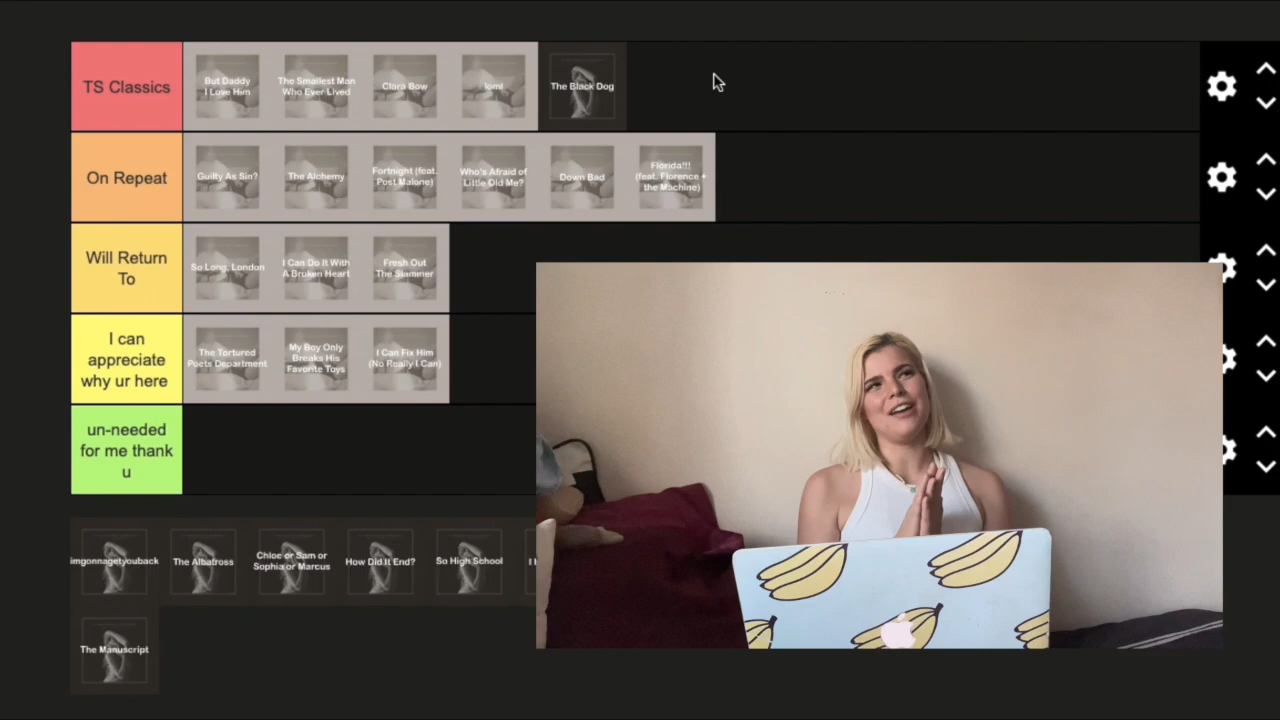 TS Classics
But Daddy
I Love Him
The Smallest Man
Who Ever Lived
Clara Bow
loml
The Black Dog
On Repeat
Guilty As Sin?
The Alchemy
Fortnight (feat.
Post Malone)
Who's Afraid of
Little Old Me?
Down Bad
Florida!!!
(feat. Florence +
the Machine)
Will Return
To
So Long, London
I Can Do It With
A Broken Heart
Fresh Out
The Slammer
I can
appreciate
why ur here
The Tortured
Poets Department
My Boy Only
Breaks His
Favorite Toys
I Can Fix Him
(No Really I Can)
un-needed
for me thank
u
imgonnagetyouback
The Albatross
Chloe or Sam or
Sophia or Marcus
How Did It End?
So High School
The Manuscript